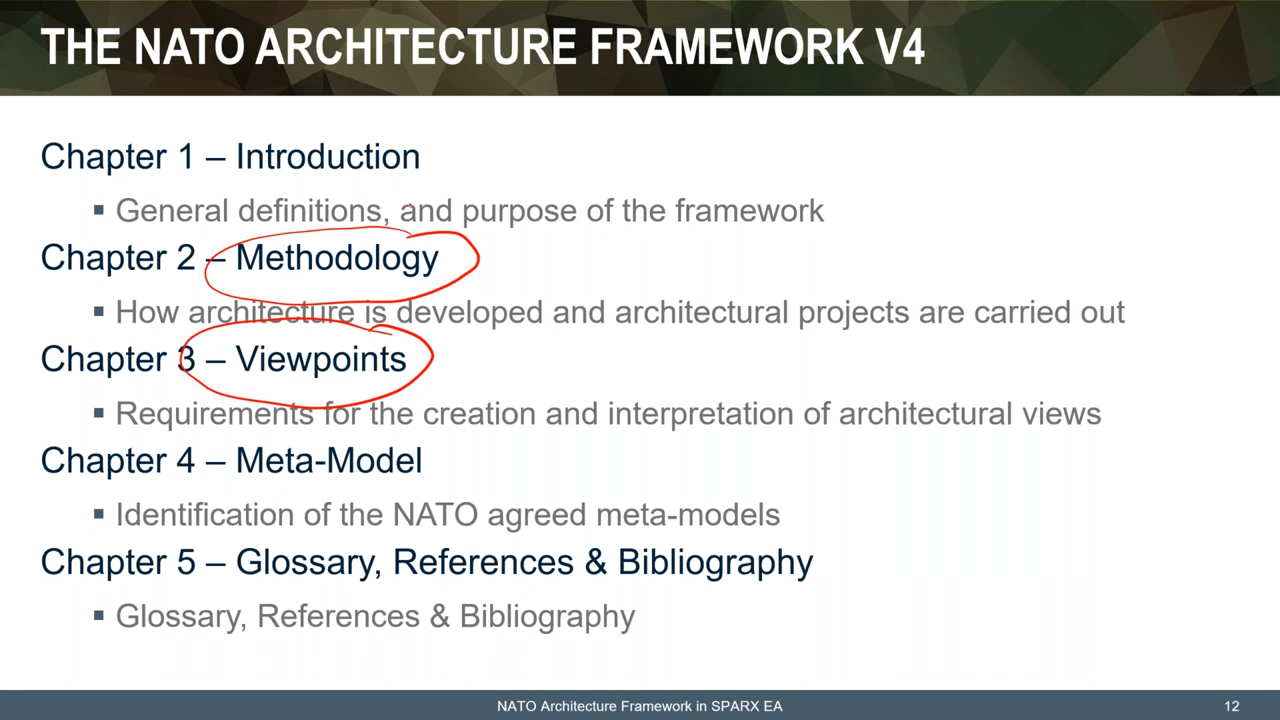 THE NATO ARCHITECTURE FRAMEWORK V4
Chapter 1 – Introduction
▪ General definitions, and purpose of the framework
Chapter 2 – Methodology
▪ How architecture is developed and architectural projects are carried out
Chapter 3 – Viewpoints
▪ Requirements for the creation and interpretation of architectural views
Chapter 4 – Meta-Model
▪ Identification of the NATO agreed meta-models
Chapter 5 – Glossary, References & Bibliography
▪ Glossary, References & Bibliography
NATO Architecture Framework in SPARX EA
12